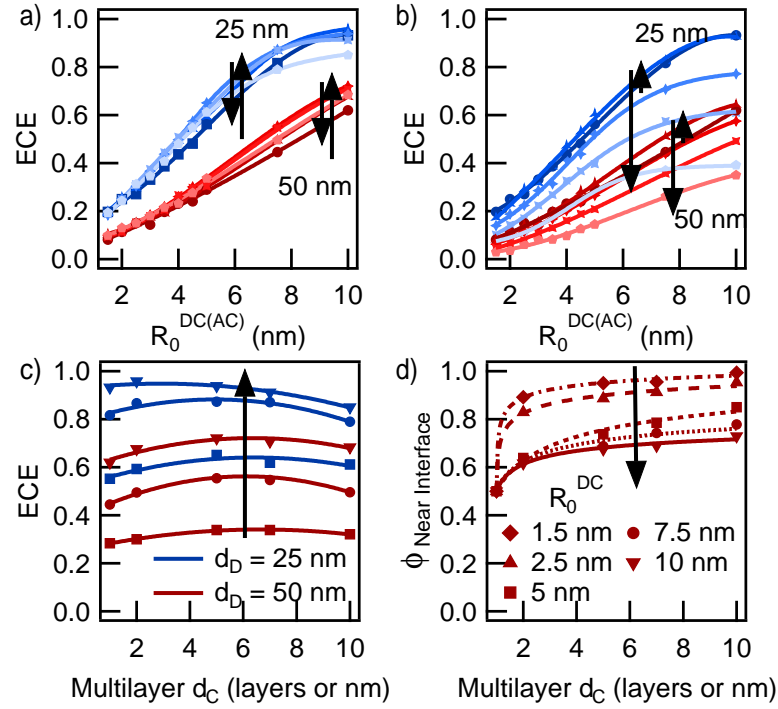 a)
ECE
1.0
0.8
0.6
0.4
0.2
0.0
25 nm
50 nm
2 4 6 8 10
R0 DC(AC) (nm)
b)
ECE
1.0
0.8
0.6
0.4
0.2
0.0
25 nm
50 nm
2 4 6 8 10
R0 DC(AC) (nm)
c)
ECE
1.0
0.8
0.6
0.4
0.2
0.0
dD = 25 nm
dD = 50 nm
2 4 6 8 10
Multilayer dC (layers or nm)
d)
ϕ Near Interface
1.0
0.8
0.6
0.4
0.2
0.0
R0 DC
1.5 nm 7.5 nm
2.5 nm 10 nm
5 nm
2 4 6 8 10
Multilayer dC (layers or nm)